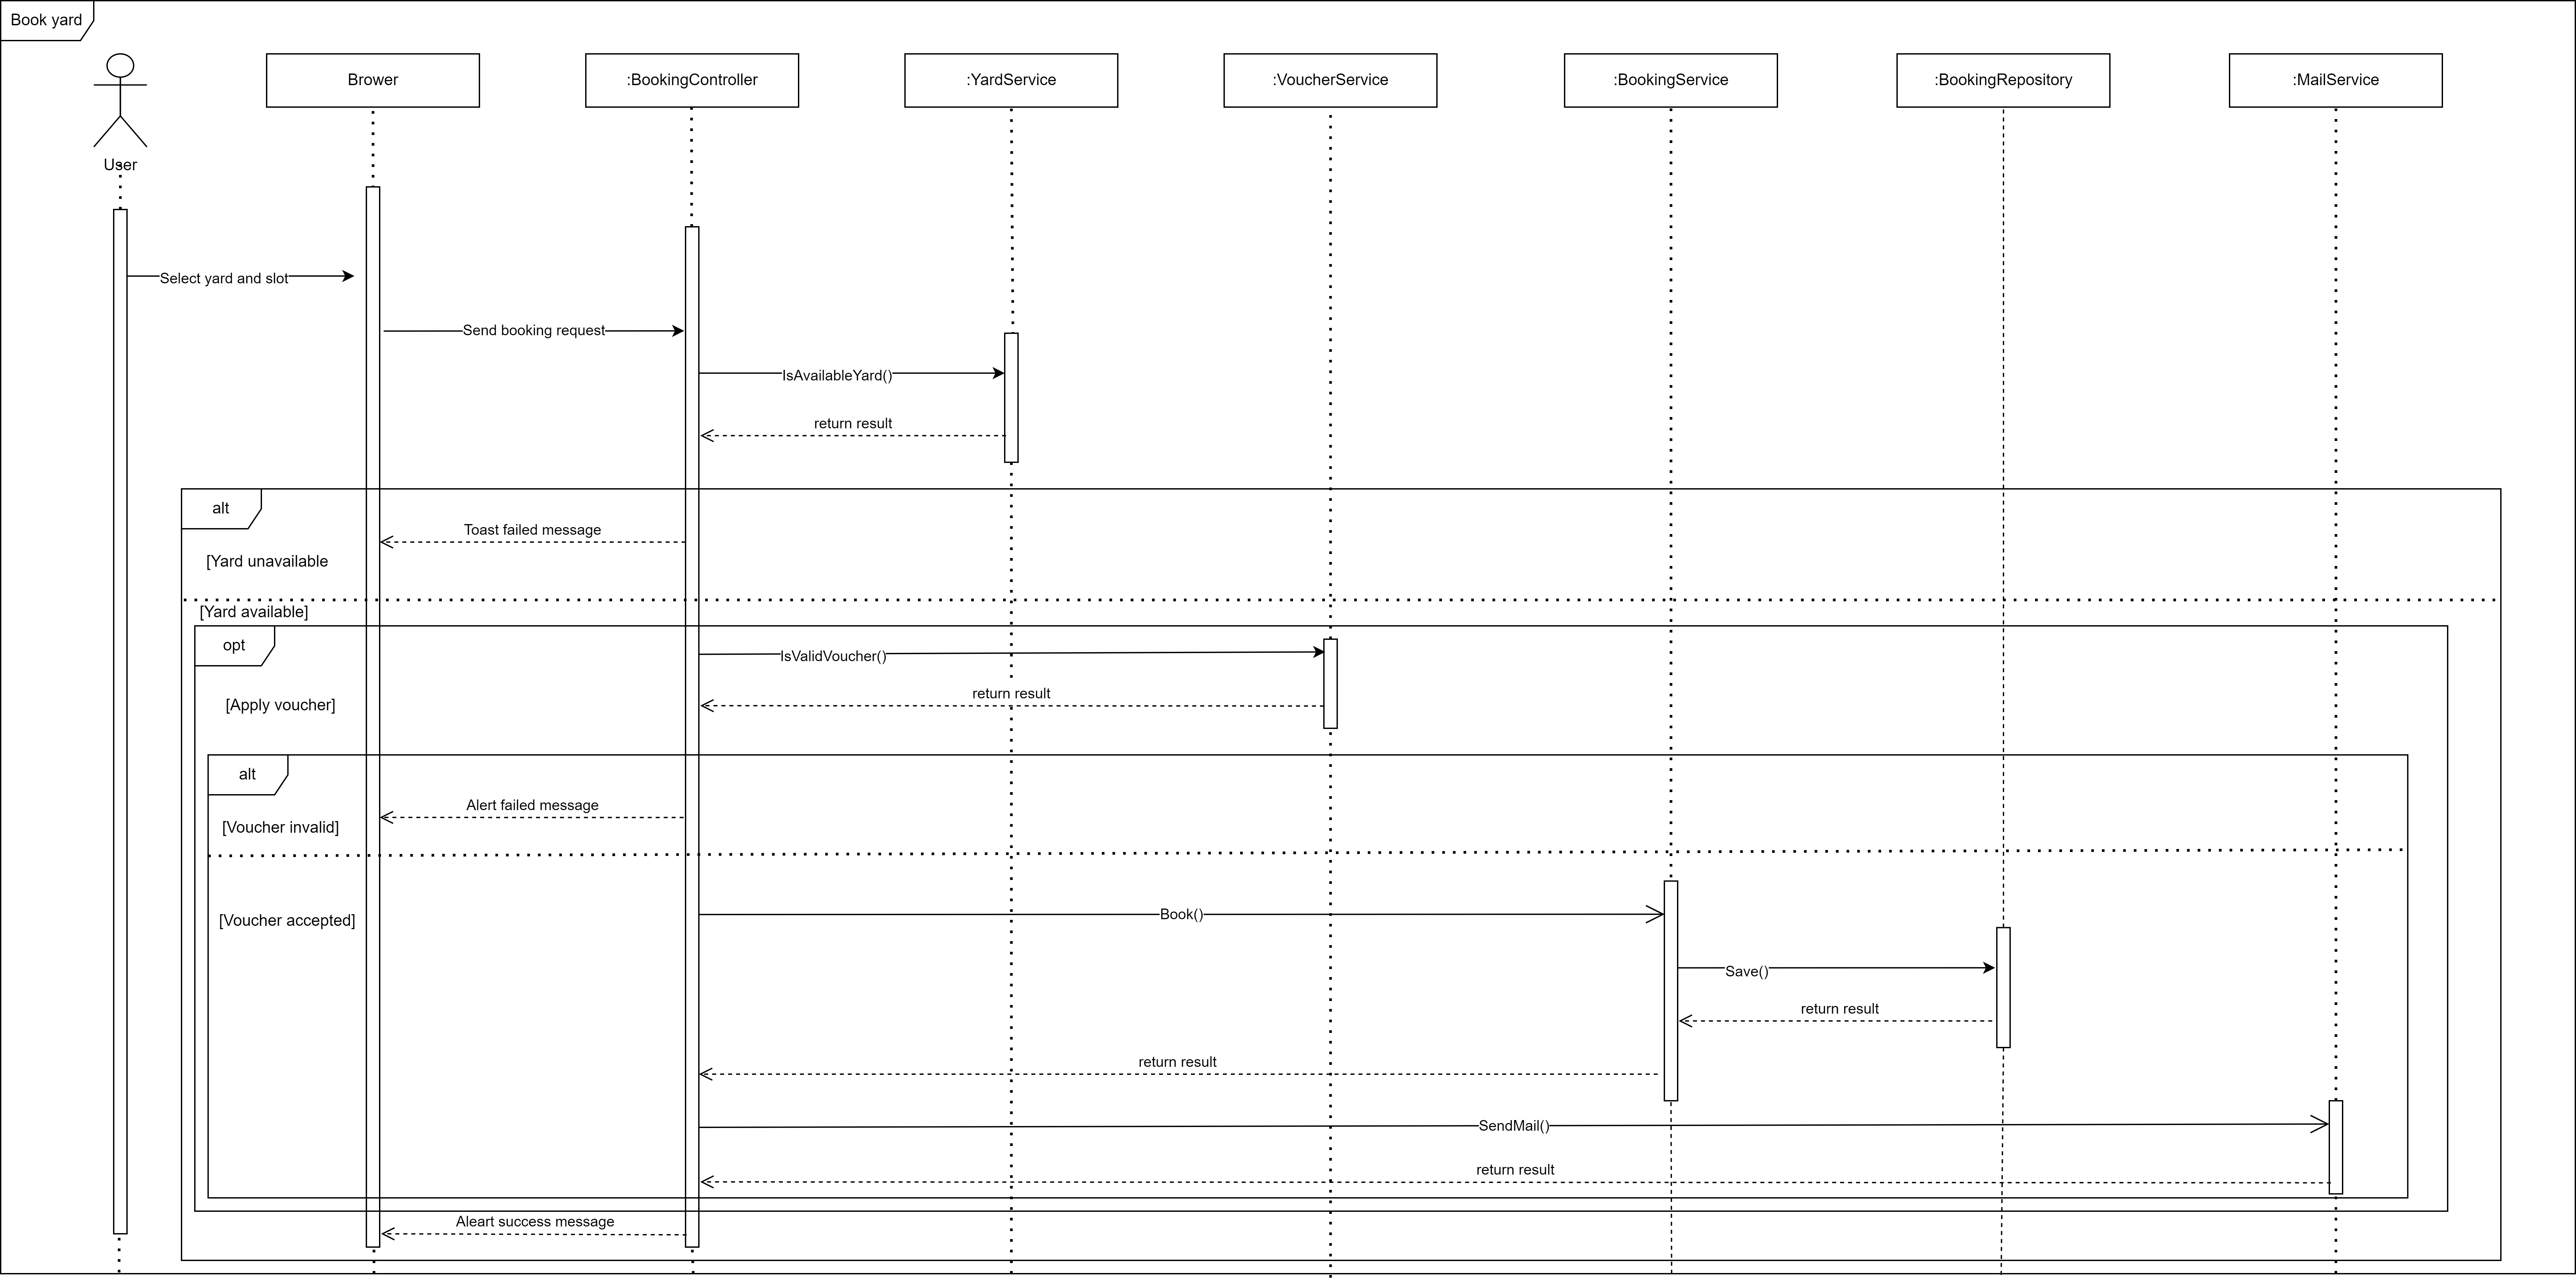 Book yard
Brower
:BookingController
:YardService
:VoucherService
:BookingService
:BookingRepository
:MailService
User
Select yard and slot
Send booking request
IsAvailableYard()
return result
alt
Toast failed message
[Yard unavailable
[Yard available]
opt
IsValidVoucher()
return result
[Apply voucher]
alt
Alert failed message
[Voucher invalid]
Book()
[Voucher accepted]
Save()
return result
return result
SendMail()
return result
Aleart success message